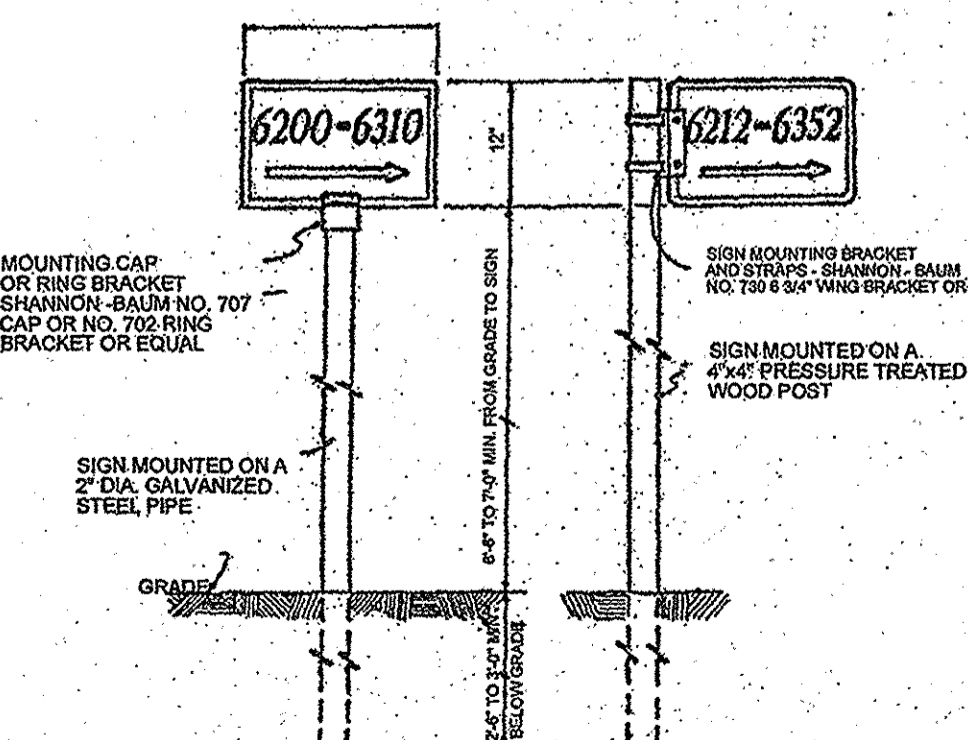 6200-6310
6212-6352
12"
MOUNTING CAP
OR RING BRACKET
SHANNON-BAUM NO. 707
CAP OR NO. 702 RING
BRACKET OR EQUAL
SIGN MOUNTING BRACKET
AND STRAPS - SHANNON - BAUM
NO. 730 6 3/4" WING BRACKET OR
SIGN MOUNTED ON A
4"x4" PRESSURE TREATED
WOOD POST
6'-6" TO 7'-0" MIN. FROM GRADE TO SIGN
SIGN MOUNTED ON A
2" DIA. GALVANIZED
STEEL PIPE
GRADE
2'-6" TO 3'-0" MIN.
BELOW GRADE